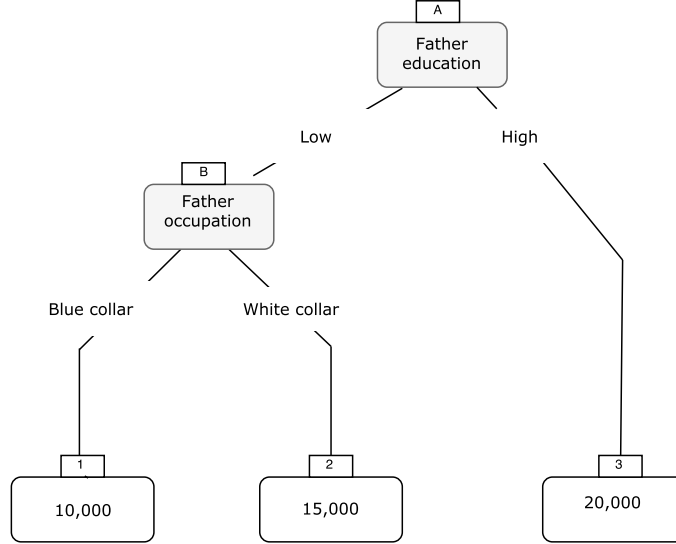 A
Father
education
Low
High
B
Father
occupation
Blue collar
White collar
1
2
3
10,000
15,000
20,000